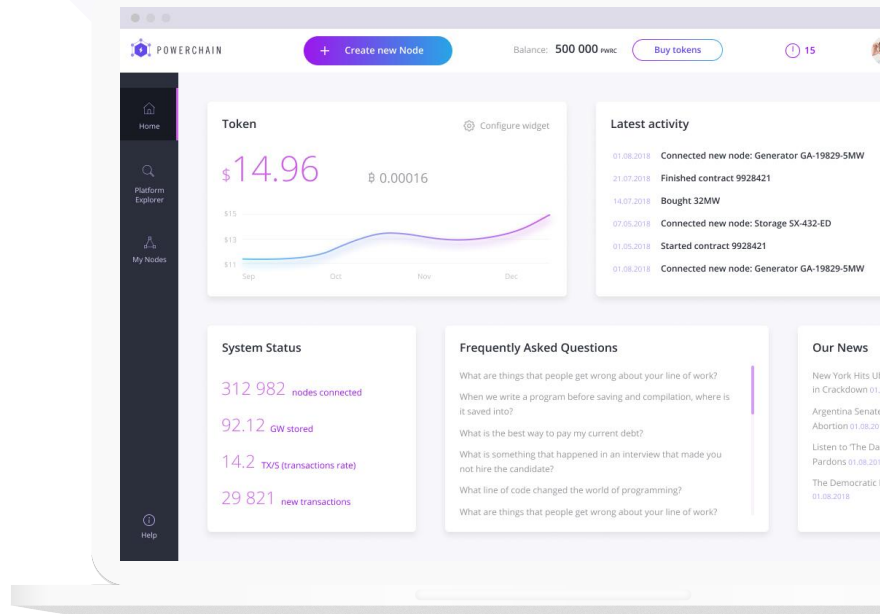 POWERCHAIN
+ Create new Node
Balance: 500 000 PWRC
Buy tokens
15
Home
Platform
Explorer
My Nodes
Help
Token
Configure widget
$14.96
฿ 0.00016
$15
$13
$11
Sep
Oct
Nov
Dec
Latest activity
01.08.2018 Connected new node: Generator GA-19829-5MW
21.07.2018 Finished contract 9928421
14.07.2018 Bought 32MW
07.05.2018 Connected new node: Storage SX-432-ED
01.05.2018 Started contract 9928421
01.08.2018 Connected new node: Generator GA-19829-5MW
System Status
312 982 nodes connected
92.12 GW stored
14.2 TX/S (transactions rate)
29 821 new transactions
Frequently Asked Questions
What are things that people get wrong about your line of work?
When we write a program before saving and compilation, where is
it saved into?
What is the best way to pay my current debt?
What is something that happened in an interview that made you
not hire the candidate?
What line of code changed the world of programming?
What are things that people get wrong about your line of work?
Our News
New York Hits
in Crackdown
Argentina Senate
Abortion 01.08.20
Listen to 'The Da
Pardons 01.08.201
The Democratic
01.08.2018